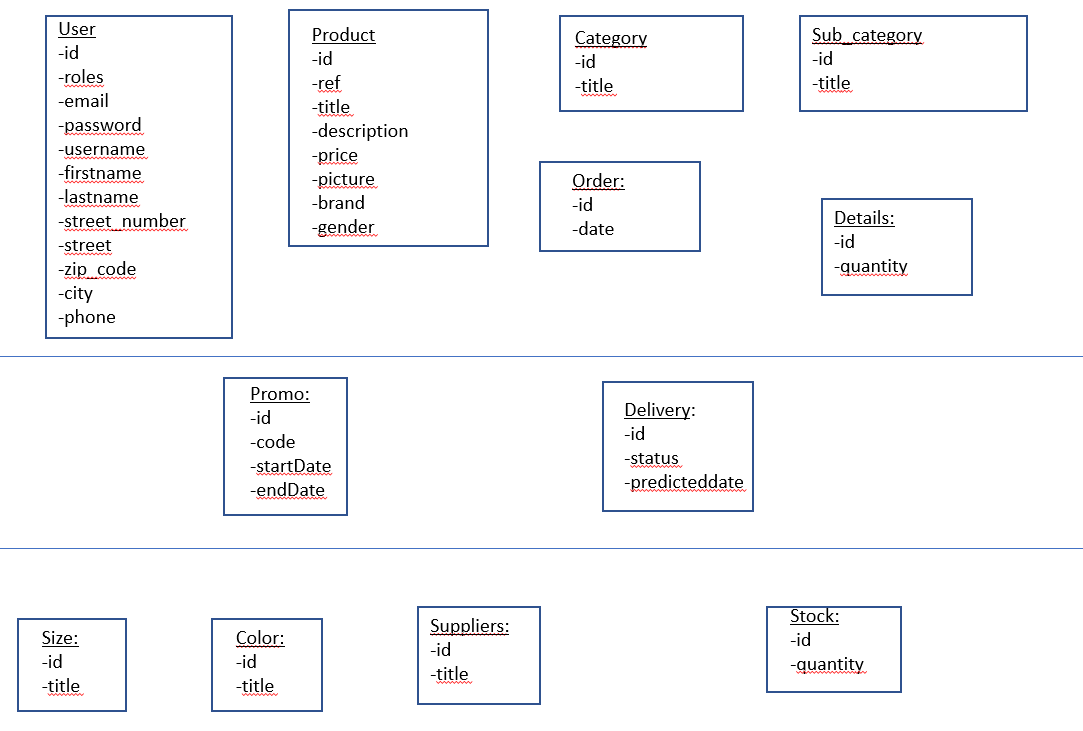 User
-id
-roles
-email
-password
-username
-firstname
-lastname
-street_number
-street
-zip_code
-city
-phone
Product
-id
-ref
-title
-description
-price
-picture
-brand
-gender
Category
-id
-title
Sub_category
-id
-title
Order:
-id
-date
Details:
-id
-quantity
Promo:
-id
-code
-startDate
-endDate
Delivery:
-id
-status
-predicteddate
Size:
-id
-title
Color:
-id
-title
Suppliers:
-id
-title
Stock:
-id
-quantity